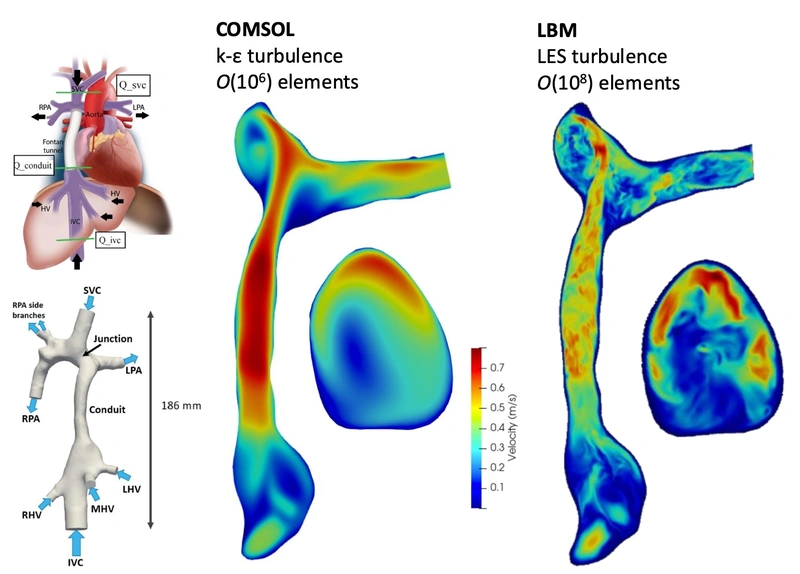 COMSOL
k-ε turbulence
O(10⁶) elements
LBM
LES turbulence
O(10⁸) elements
SVC
Q_svc
RPA
LPA
Aorta
Fontan
tunnel
Q_conduit
HV
HV
IVC
Q_ivc
SVC
RPA side
branches
Junction
LPA
Conduit
186 mm
RPA
LHV
RHV
MHV
IVC
0.7
0.6
0.5
0.4
0.3
0.2
0.1
Velocity (m/s)